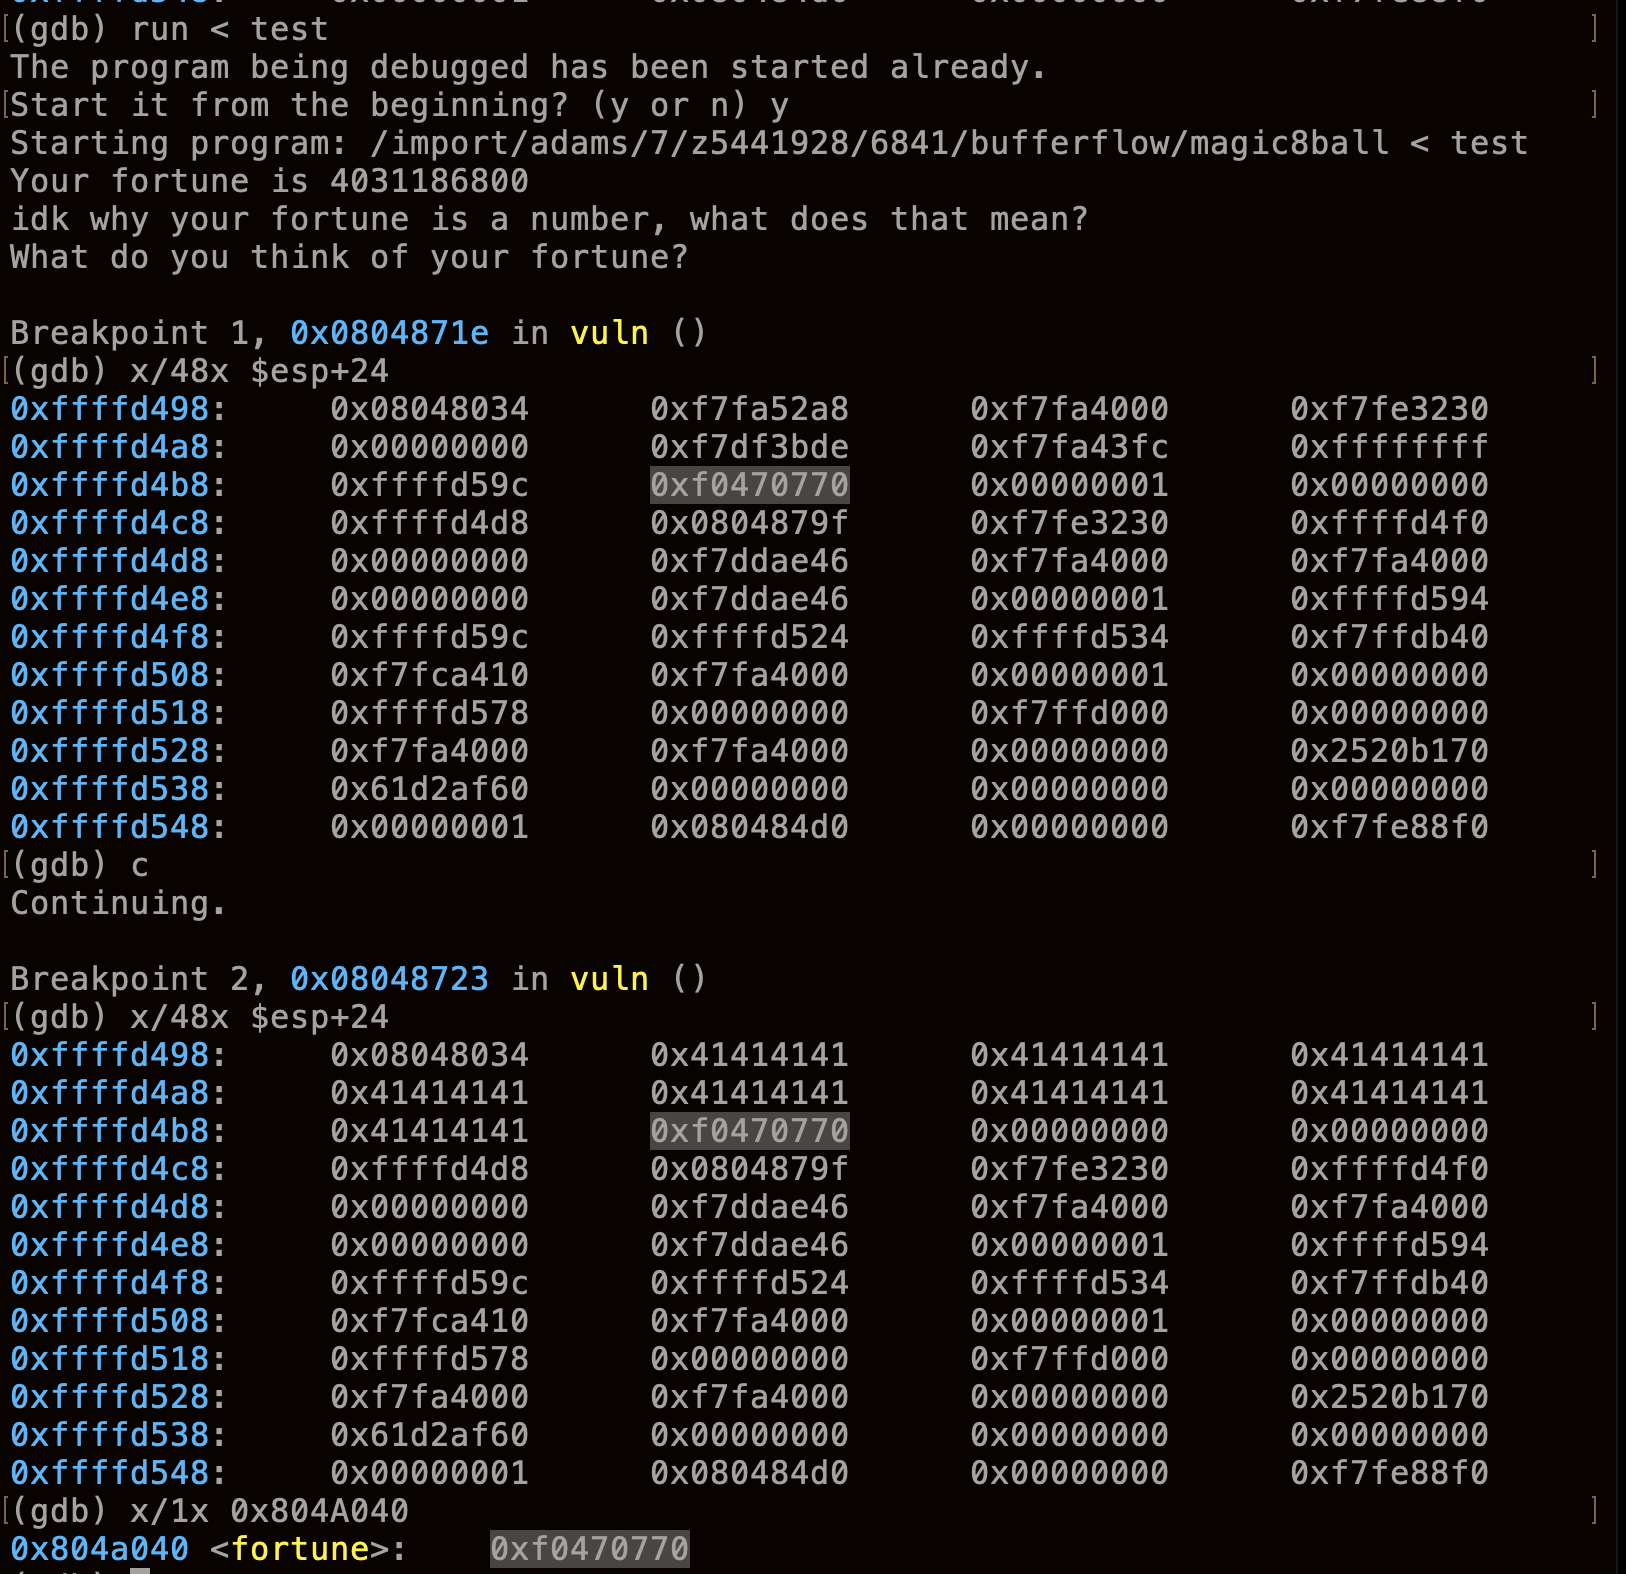 (gdb) run < test
The program being debugged has been started already.
Start it from the beginning? (y or n) y
Starting program: /import/adams/7/z5441928/6841/bufferflow/magic8ball < test
Your fortune is 4031186800
idk why your fortune is a number, what does that mean?
What do you think of your fortune?
Breakpoint 1, 0x0804871e in vuln ()
(gdb) x/48x $esp+24
0xffffd498: 0x08048034 0xf7fa52a8 0xf7fa4000 0xf7fe3230
0xffffd4a8: 0x00000000 0xf7df3bde 0xf7fa43fc 0xffffffff
0xffffd4b8: 0xffffd59c 0xf0470770 0x00000001 0x00000000
0xffffd4c8: 0xffffd4d8 0x0804879f 0xf7fe3230 0xffffd4f0
0xffffd4d8: 0x00000000 0xf7ddae46 0xf7fa4000 0xf7fa4000
0xffffd4e8: 0x00000000 0xf7ddae46 0x00000001 0xffffd594
0xffffd4f8: 0xffffd59c 0xffffd524 0xffffd534 0xf7ffdb40
0xffffd508: 0xf7fca410 0xf7fa4000 0x00000001 0x00000000
0xffffd518: 0xffffd578 0x00000000 0xf7ffd000 0x00000000
0xffffd528: 0xf7fa4000 0xf7fa4000 0x00000000 0x2520b170
0xffffd538: 0x61d2af60 0x00000000 0x00000000 0x00000000
0xffffd548: 0x00000001 0x080484d0 0x00000000 0xf7fe88f0
(gdb) c
Continuing.
Breakpoint 2, 0x08048723 in vuln ()
(gdb) x/48x $esp+24
0xffffd498: 0x08048034 0x41414141 0x41414141 0x41414141
0xffffd4a8: 0x41414141 0x41414141 0x41414141 0x41414141
0xffffd4b8: 0x41414141 0xf0470770 0x00000000 0x00000000
0xffffd4c8: 0xffffd4d8 0x0804879f 0xf7fe3230 0xffffd4f0
0xffffd4d8: 0x00000000 0xf7ddae46 0xf7fa4000 0xf7fa4000
0xffffd4e8: 0x00000000 0xf7ddae46 0x00000001 0xffffd594
0xffffd4f8: 0xffffd59c 0xffffd524 0xffffd534 0xf7ffdb40
0xffffd508: 0xf7fca410 0xf7fa4000 0x00000001 0x00000000
0xffffd518: 0xffffd578 0x00000000 0xf7ffd000 0x00000000
0xffffd528: 0xf7fa4000 0xf7fa4000 0x00000000 0x2520b170
0xffffd538: 0x61d2af60 0x00000000 0x00000000 0x00000000
0xffffd548: 0x00000001 0x080484d0 0x00000000 0xf7fe88f0
(gdb) x/1x 0x804A040
0x804a040 <fortune>: 0xf0470770